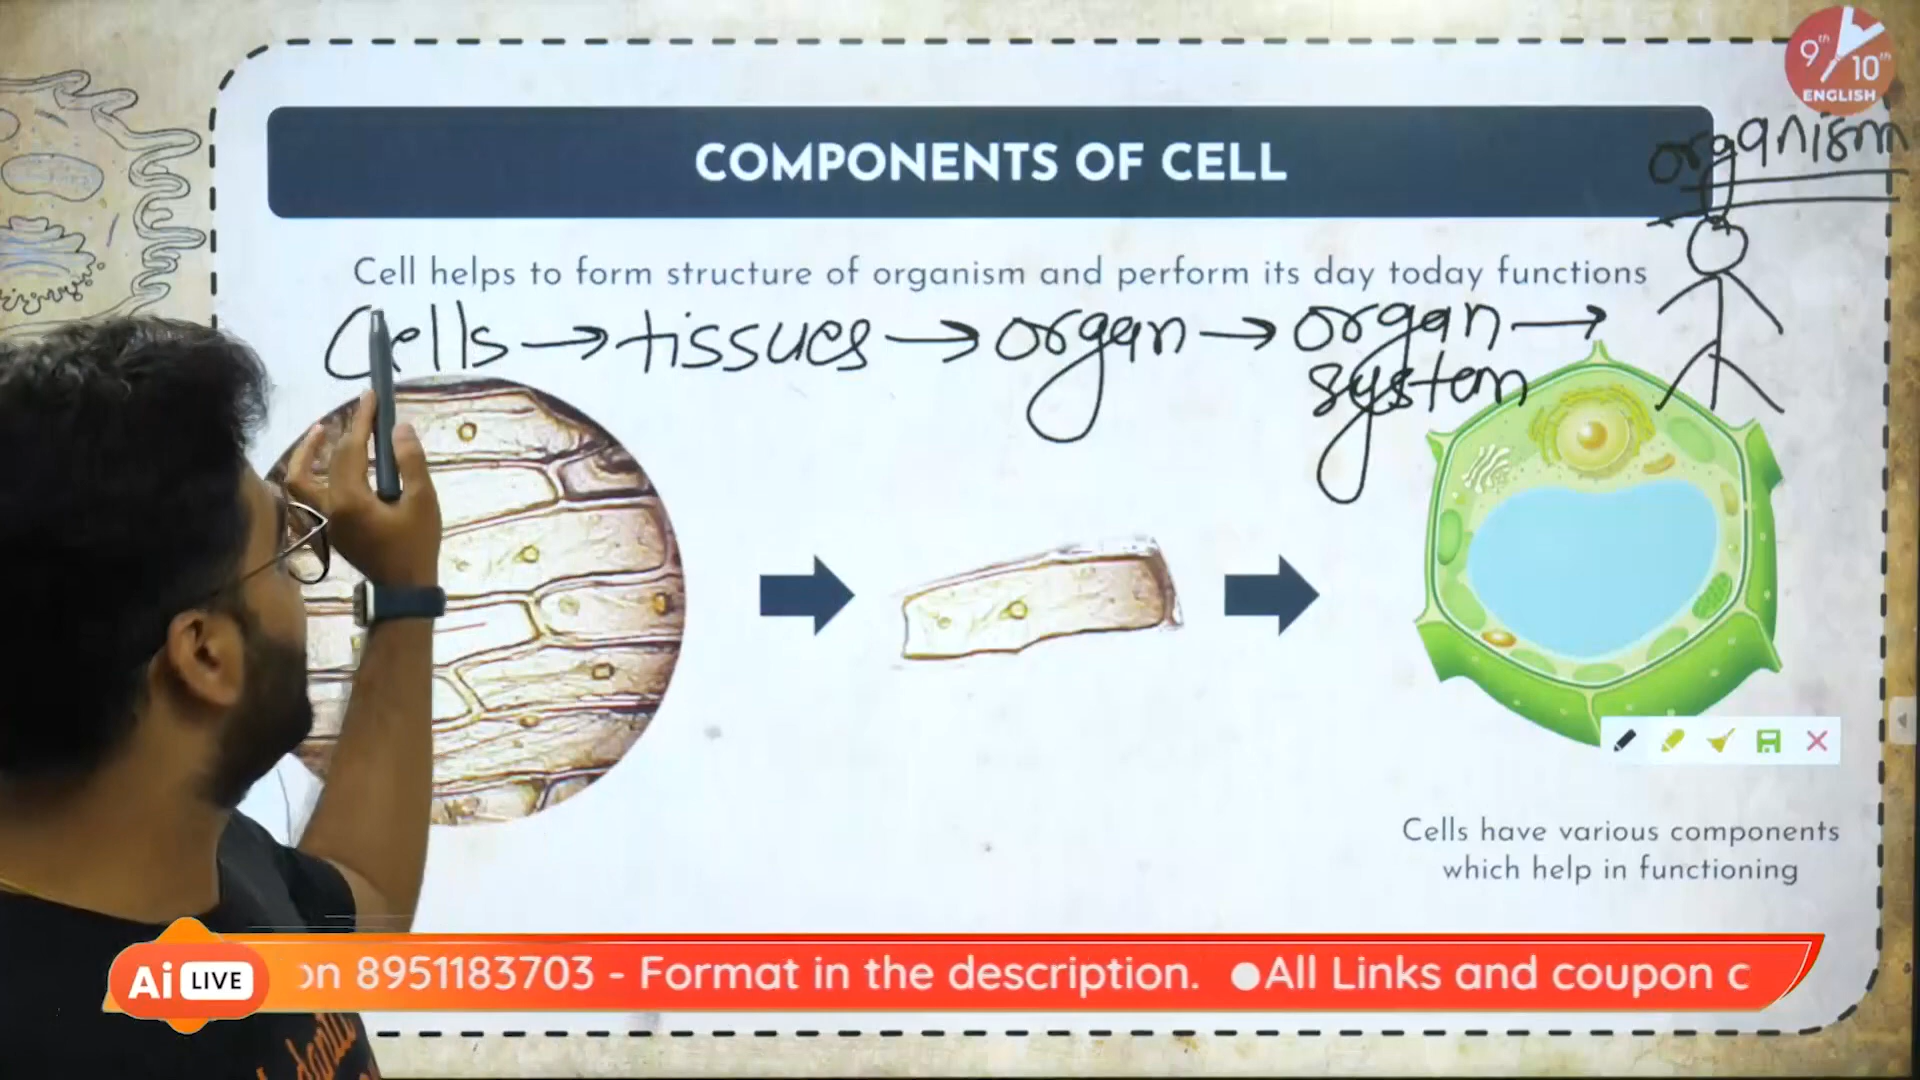 9th 10th
ENGLISH
organism
COMPONENTS OF CELL
Cell helps to form structure of organism and perform its day today functions
Cells → tissues → organ → organ →
system
Cells have various components
which help in functioning
Ai LIVE on 8951183703 - Format in the description. ●All Links and coupon c